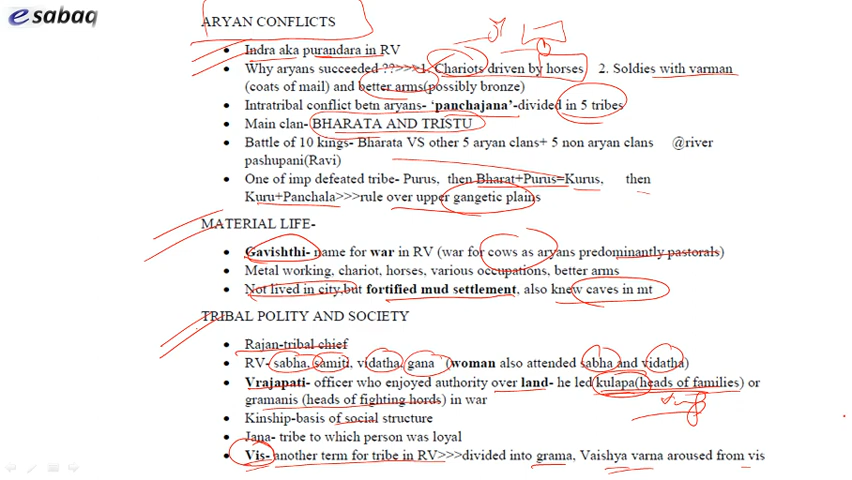 esabaq
ARYAN CONFLICTS
• Indra aka purandara in RV
• Why aryans succeeded ??>>>1. Chariots driven by horses 2. Soldies with varman
(coats of mail) and better arms(possibly bronze)
• Intratribal conflict betn aryans- ‘panchajana’-divided in 5 tribes
• Main clan- BHARATA AND TRISTU
• Battle of 10 kings- Bharata VS other 5 aryan clans+ 5 non aryan clans @river
pashupani(Ravi)
• One of imp defeated tribe- Purus, then Bharat+Purus=Kurus, then
Kuru+Panchala>>>rule over upper gangetic plains
MATERIAL LIFE-
• Gavishthi- name for war in RV (war for cows as aryans predominantly pastorals)
• Metal working, chariot, horses, various occupations, better arms
• Not lived in city,but fortified mud settlement, also knew caves in mt
TRIBAL POLITY AND SOCIETY
• Rajan-tribal chief
• RV- sabha, samiti, vidatha, gana (woman also attended sabha and vidatha)
• Vrajapati- officer who enjoyed authority over land- he led kulapa(heads of families) or
gramanis (heads of fighting hords) in war
• Kinship-basis of social structure
• Jana- tribe to which person was loyal
• Vis- another term for tribe in RV>>>divided into grama, Vaishya varna aroused from vis